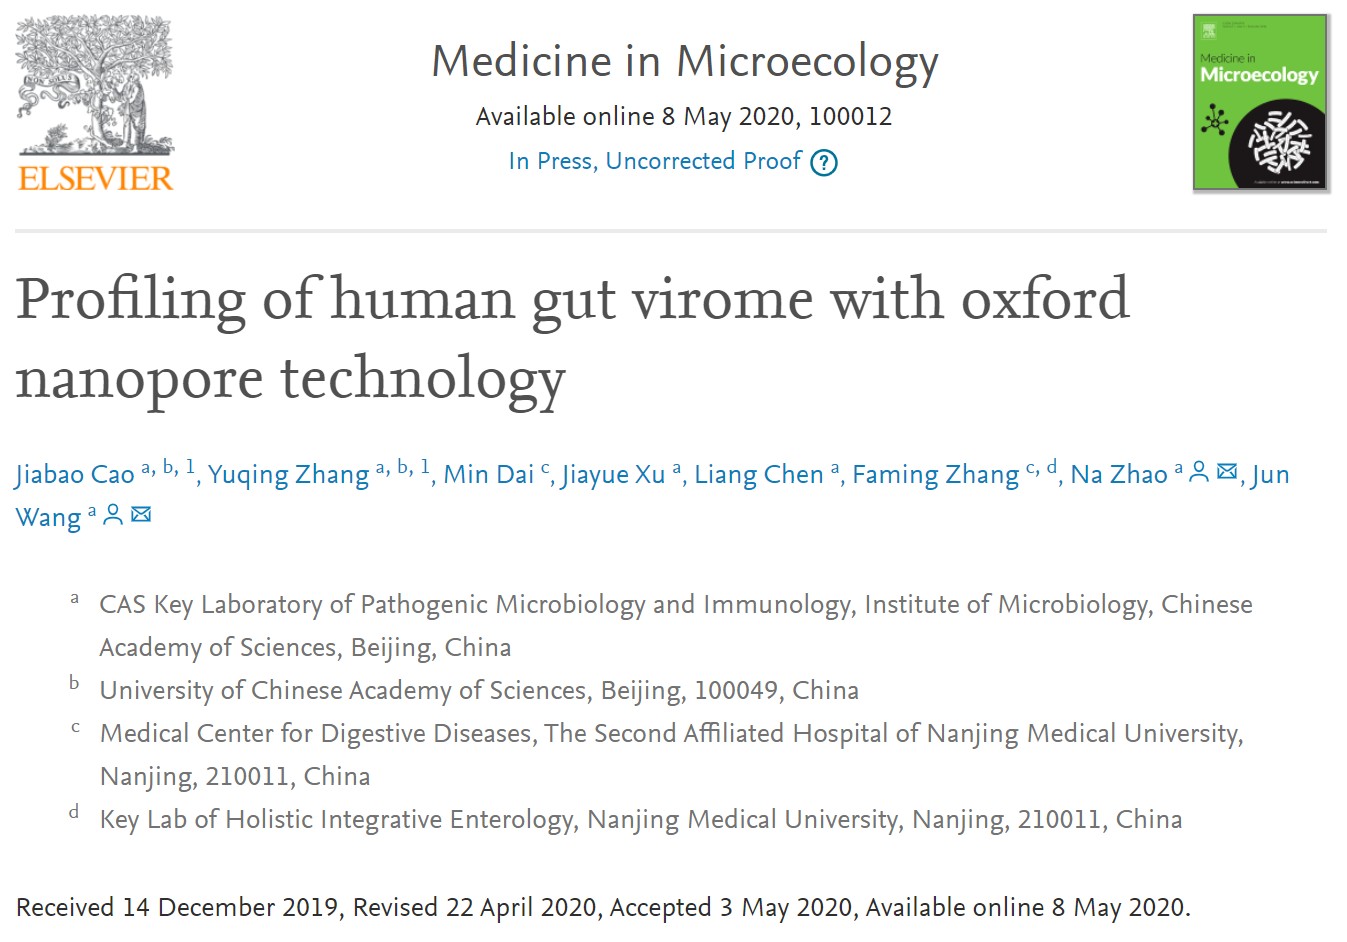 Medicine in Microecology
Available online 8 May 2020, 100012
In Press, Uncorrected Proof ?
ELSEVIER
Medicine in
Microecology
Profiling of human gut virome with oxford
nanopore technology
Jiabao Cao a, b, 1, Yuqing Zhang a, b, 1, Min Dai c, Jiayue Xu a, Liang Chen a, Faming Zhang c, d, Na Zhao a, Jun
Wang a
a CAS Key Laboratory of Pathogenic Microbiology and Immunology, Institute of Microbiology, Chinese
Academy of Sciences, Beijing, China
b University of Chinese Academy of Sciences, Beijing, 100049, China
c Medical Center for Digestive Diseases, The Second Affiliated Hospital of Nanjing Medical University,
Nanjing, 210011, China
d Key Lab of Holistic Integrative Enterology, Nanjing Medical University, Nanjing, 210011, China
Received 14 December 2019, Revised 22 April 2020, Accepted 3 May 2020, Available online 8 May 2020.